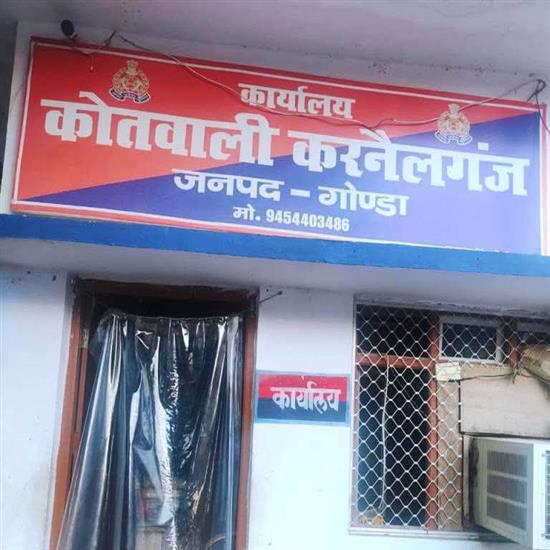 कार्यालय
कोतवाली करनैलगंज
जनपद - गोण्डा
मो. 9454403486
कार्यालय